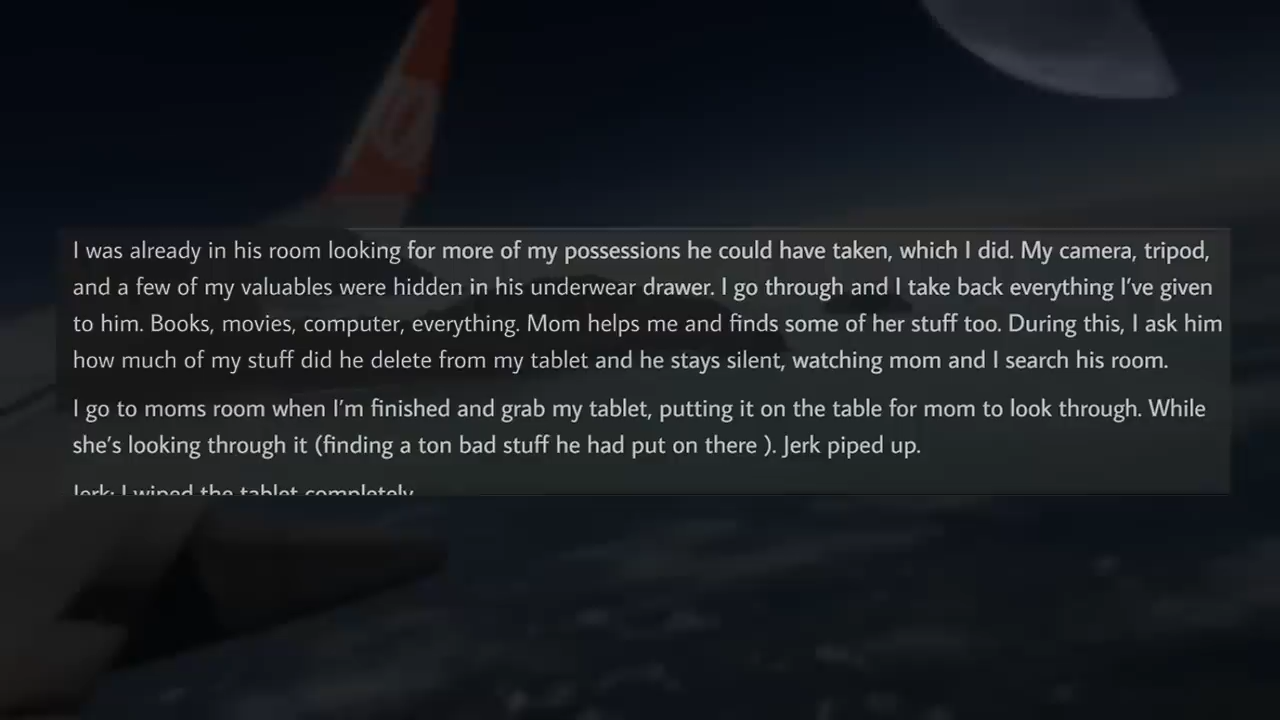 I was already in his room looking for more of my possessions he could have taken, which I did. My camera, tripod,
and a few of my valuables were hidden in his underwear drawer. I go through and I take back everything I've given
to him. Books, movies, computer, everything. Mom helps me and finds some of her stuff too. During this, I ask him
how much of my stuff did he delete from my tablet and he stays silent, watching mom and I search his room.
I go to moms room when I'm finished and grab my tablet, putting it on the table for mom to look through. While
she's looking through it (finding a ton bad stuff he had put on there ). Jerk piped up.
Jerk: I wiped the tablet completely